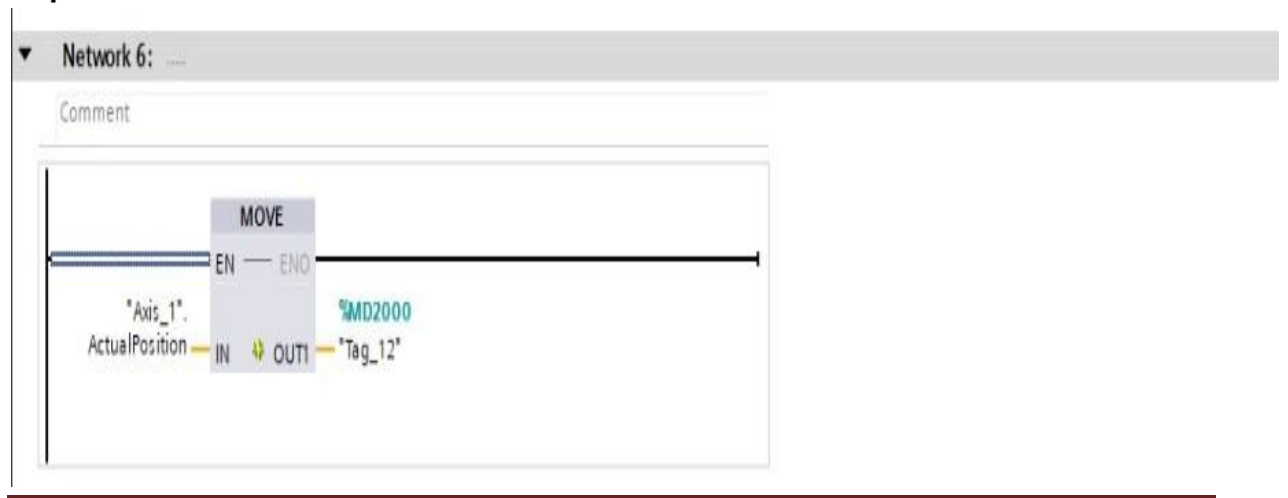 Network 6: .....
Comment
MOVE
EN ENO
"Axis_1".
ActualPosition
IN OUT1
%MD2000
"Tag_12"